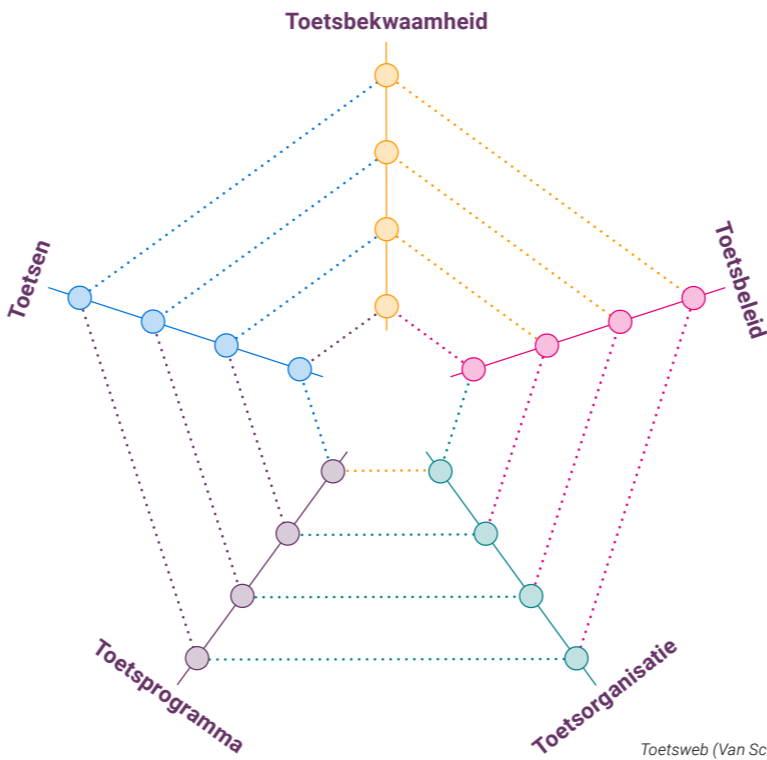 Toetsbekwaamheid
Toetsen
Toetsbeleid
Toetsprogramma
Toetsorganisatie
Toetsweb (Van Sc